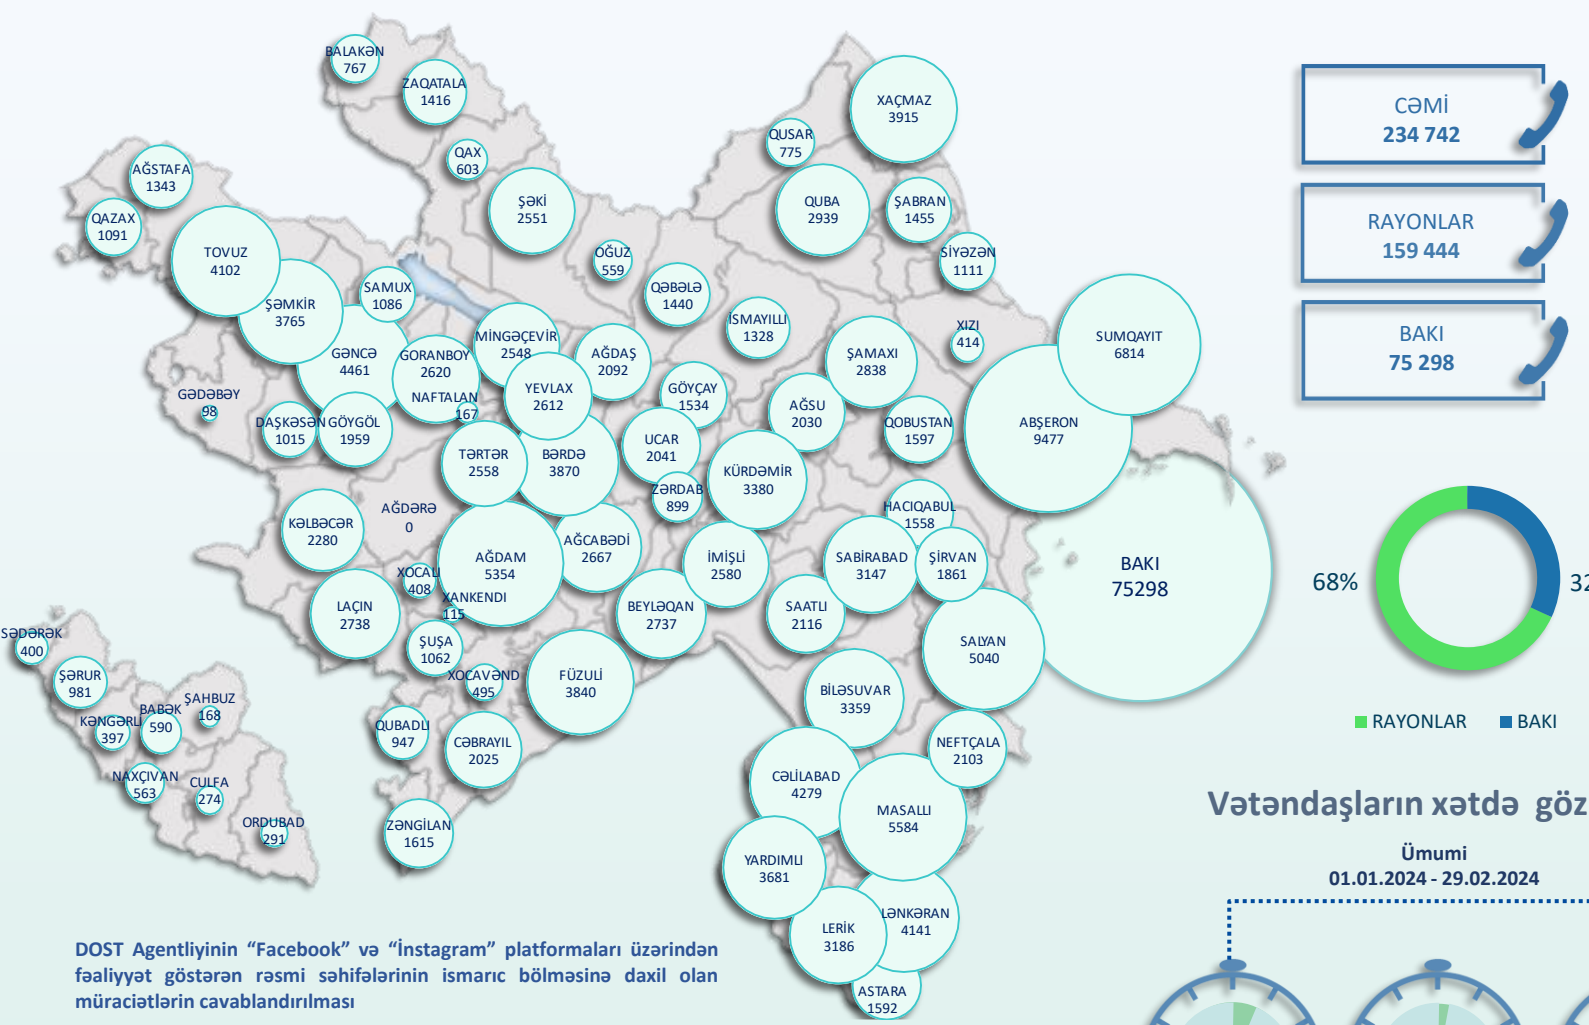 BALAKƏN
767
ZAQATALA
1416
QAX
603
AĞSTAFA
1343
QAZAX
1091
TOVUZ
4102
ŞƏMKİR
3765
SAMUX
1086
ŞƏKİ
2551
OĞUZ
559
QƏBƏLƏ
1440
İSMAYILLI
1328
QUSAR
775
XAÇMAZ
3915
QUBA
2939
ŞABRAN
1455
SİYƏZƏN
1111
XIZI
414
SUMQAYIT
6814
ABŞERON
9477
GƏNCƏ
4461
GORANBOY
2620
NAFTALAN
167
MİNGƏÇEVİR
2548
YEVLAX
2612
AĞDAŞ
2092
GÖYÇAY
1534
AĞSU
2030
ŞAMAXI
2838
QOBUSTAN
1597
GƏDƏBƏY
98
DAŞKƏSƏN
1015
GÖYGÖL
1959
TƏRTƏR
2558
BƏRDƏ
3870
UCAR
2041
ZƏRDAB
899
KÜRDƏMİR
3380
HACIQABUL
1558
KƏLBƏCƏR
2280
AĞDƏRƏ
0
AĞDAM
5354
AĞCABƏDİ
2667
İMİŞLİ
2580
SABİRABAD
3147
ŞİRVAN
1861
BAKI
75298
XOCALI
408
XANKENDI
115
LAÇIN
2738
ŞUŞA
1062
BEYLƏQAN
2737
SAATLI
2116
SALYAN
5040
XOCAVƏND
495
FÜZULİ
3840
BİLƏSUVAR
3359
NEFTÇALA
2103
QUBADLI
947
CƏBRAYIL
2025
ZƏNGİLAN
1615
CƏLİLABAD
4279
MASALLI
5584
YARDIMLI
3681
LERİK
3186
LƏNKƏRAN
4141
ASTARA
1592
SƏDƏRƏK
400
ŞƏRUR
981
KƏNGƏRLİ
397
BABƏK
590
ŞAHBUZ
168
NAXÇIVAN
563
CULFA
274
ORDUBAD
291
CƏMİ
234 742
RAYONLAR
159 444
BAKI
75 298
68%
32
RAYONLAR
BAKI
Vətəndaşların xətdə göz
Ümumi
01.01.2024 - 29.02.2024
DOST Agentliyinin “Facebook” və “İnstagram” platformaları üzərindən
fəaliyyət göstərən rəsmi səhifələrinin ismarıc bölməsinə daxil olan
müraciətlərin cavablandırılması